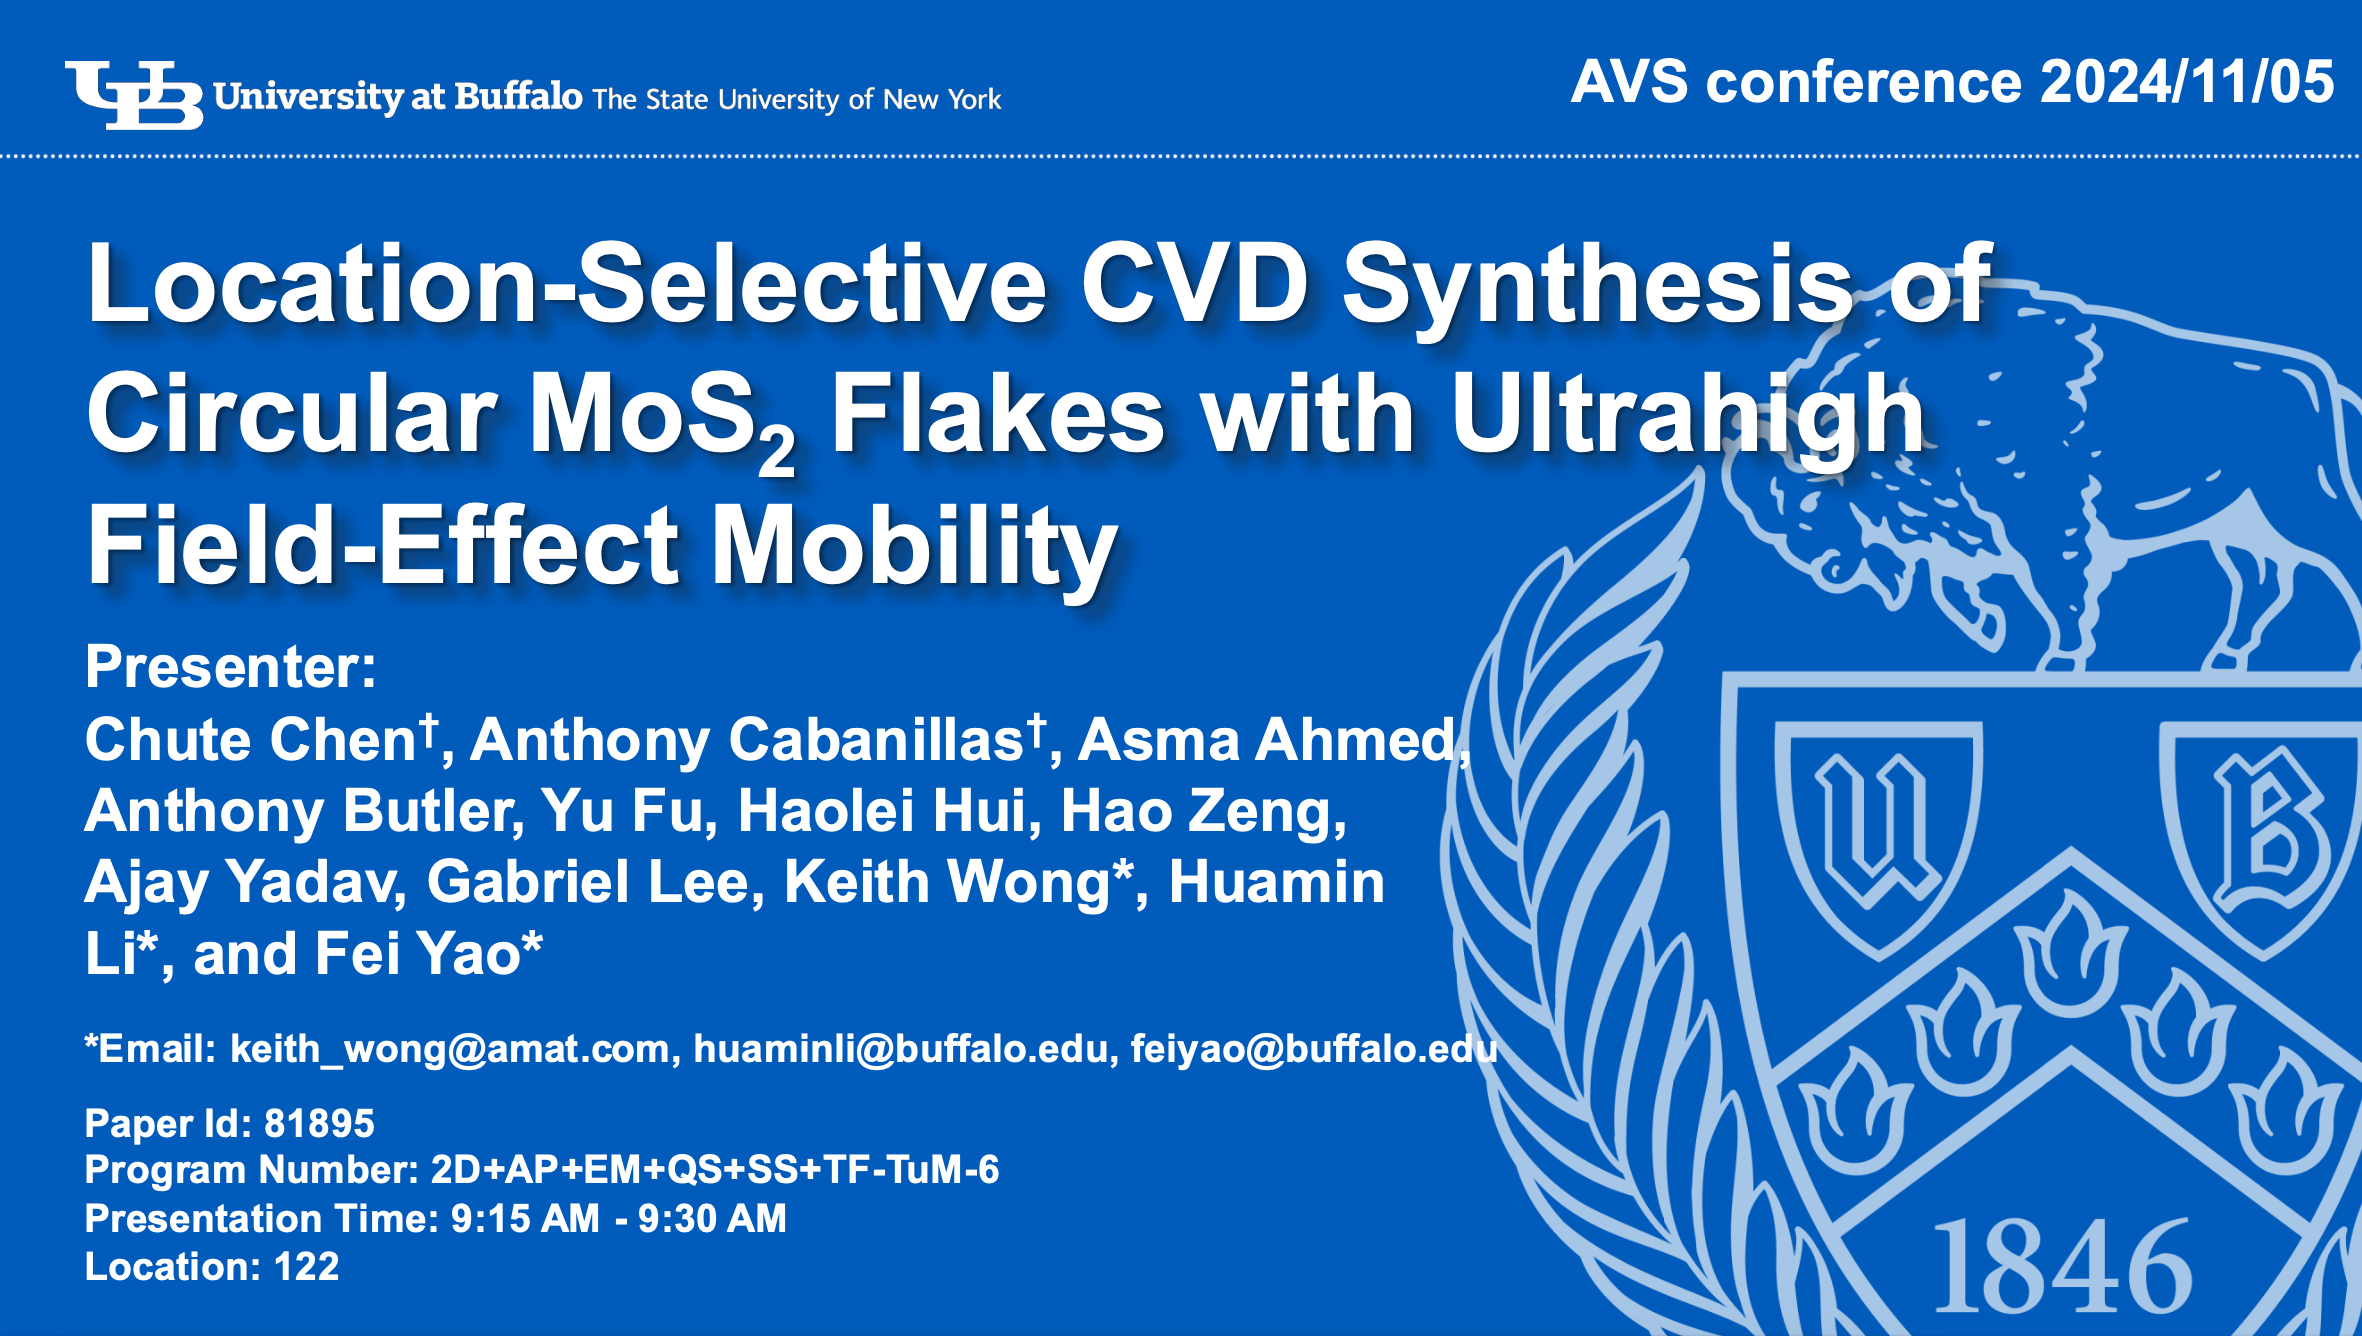 UB University at Buffalo The State University of New York
AVS conference 2024/11/05
Location-Selective CVD Synthesis of
Circular MoS₂ Flakes with Ultrahigh
Field-Effect Mobility
Presenter:
Chute Chen†, Anthony Cabanillas†, Asma Ahmed,
Anthony Butler, Yu Fu, Haolei Hui, Hao Zeng,
Ajay Yadav, Gabriel Lee, Keith Wong*, Huamin
Li*, and Fei Yao*
*Email: keith_wong@amat.com, huaminli@buffalo.edu, feiyao@buffalo.edu
Paper Id: 81895
Program Number: 2D+AP+EM+QS+SS+TF-TuM-6
Presentation Time: 9:15 AM - 9:30 AM
Location: 122
U B
1846